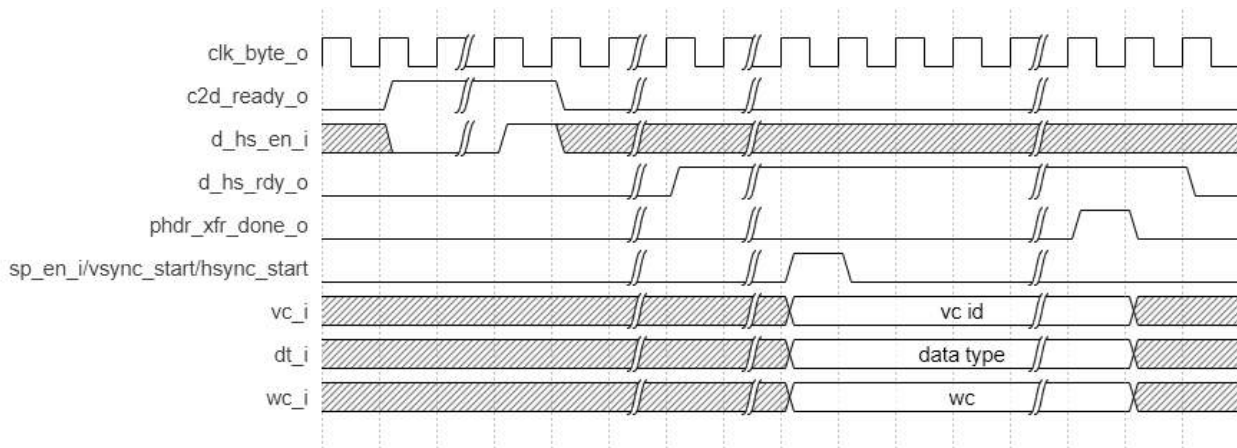 clk_byte_o
c2d_ready_o
d_hs_en_i
d_hs_rdy_o
phdr_xfr_done_o
sp_en_i/vsync_start/hsync_start
vc_i vc id
dt_i data type
wc_i wc